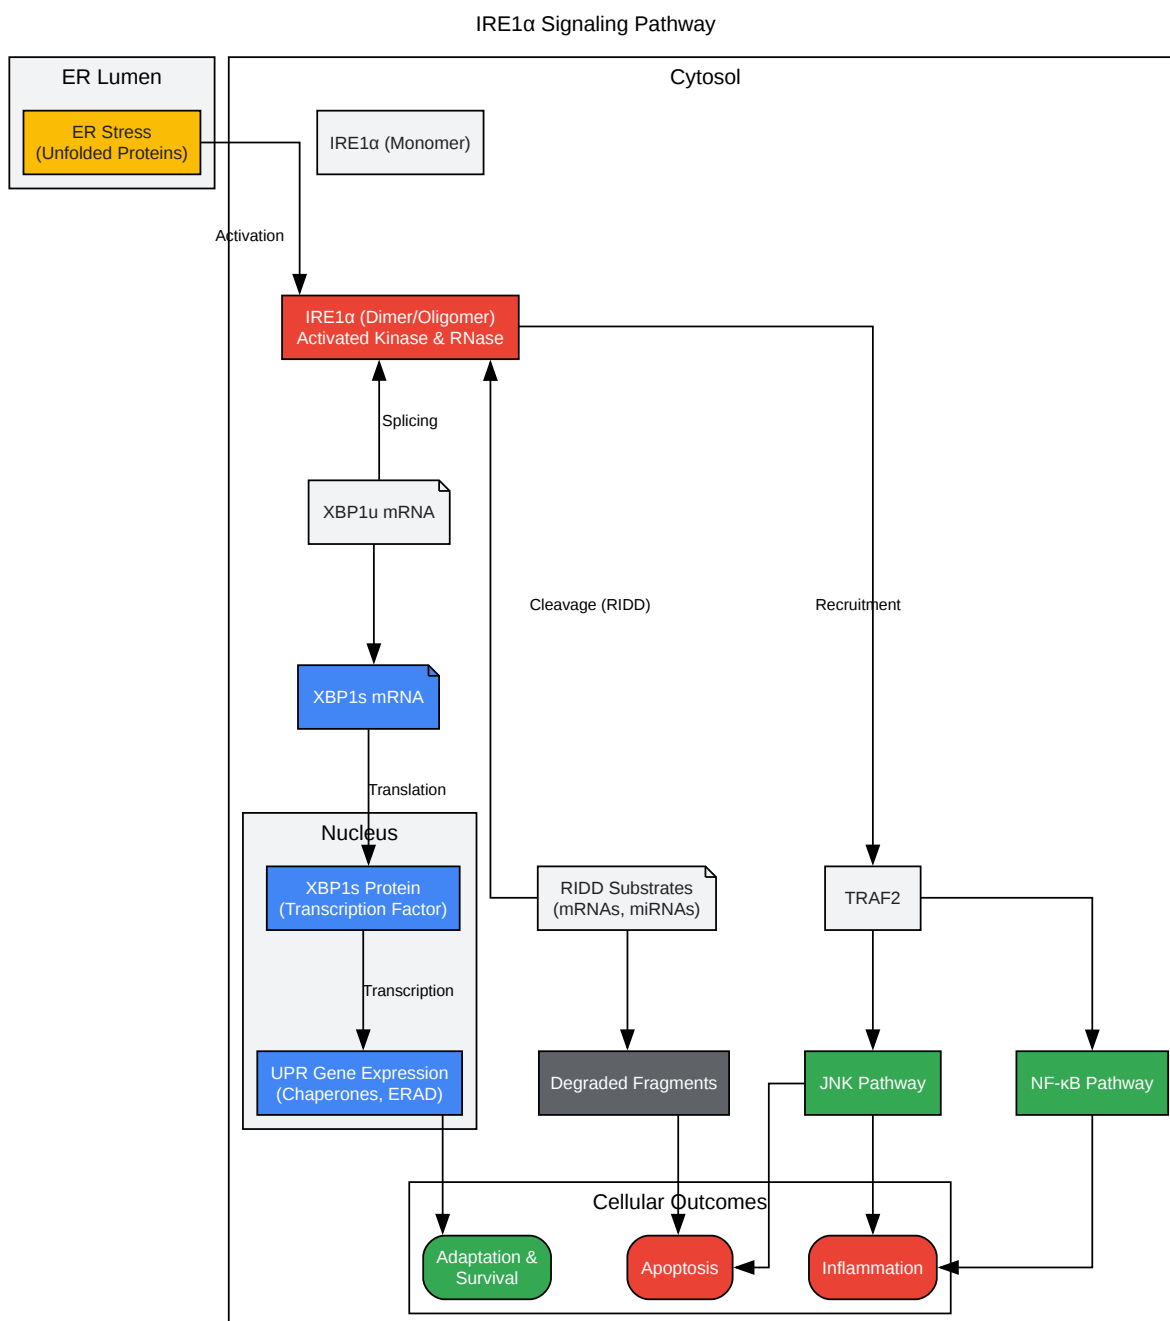 IRE1α Signaling Pathway
ER Lumen
Cytosol
ER Stress
(Unfolded Proteins)
IRE1α (Monomer)
Activation
IRE1α (Dimer/Oligomer)
Activated Kinase & RNase
Splicing
XBP1u mRNA
Cleavage (RIDD)
Recruitment
XBP1s mRNA
Translation
Nucleus
XBP1s Protein
(Transcription Factor)
RIDD Substrates
(mRNAs, miRNAs)
TRAF2
Transcription
UPR Gene Expression
(Chaperones, ERAD)
Degraded Fragments
JNK Pathway
NF-κB Pathway
Cellular Outcomes
Adaptation &
Survival
Apoptosis
Inflammation